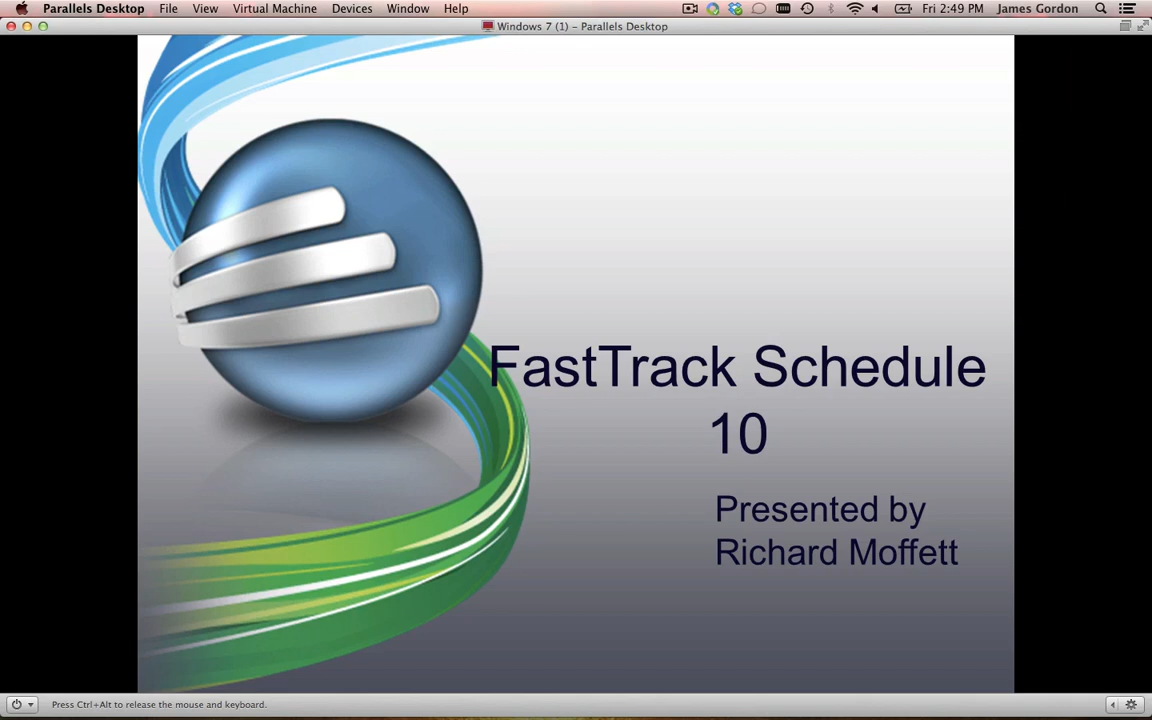 Parallels Desktop File View Virtual Machine Devices Window Help Fri 2:49 PM James Gordon
Windows 7 (1) – Parallels Desktop
FastTrack Schedule
10
Presented by
Richard Moffett
Press Ctrl+Alt to release the mouse and keyboard.